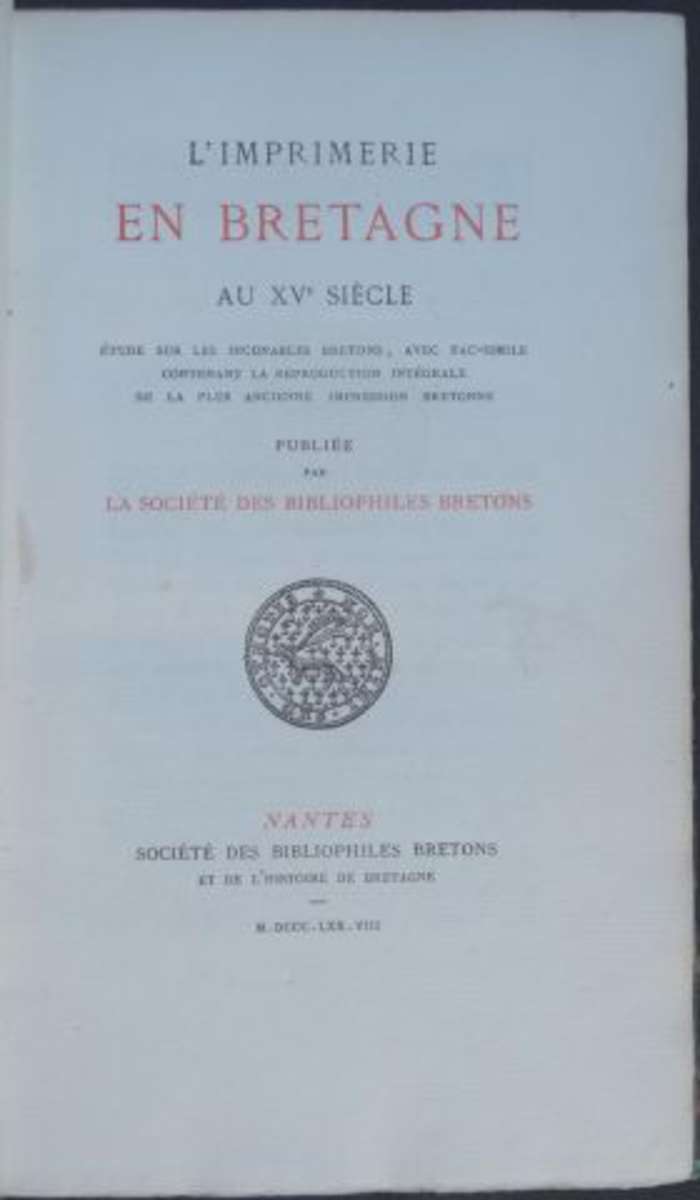 L'IMPRIMERIE
EN BRETAGNE
AU XVe SIÈCLE
ÉTUDE SUR LES INCUNABLES BRETONS, AVEC FAC-SIMILE
CONTENANT LA REPRODUCTION INTÉGRALE
DE LA PLUS ANCIENNE IMPRESSION BRETONNE
PUBLIÉE
PAR
LA SOCIÉTÉ DES BIBLIOPHILES BRETONS
NANTES
SOCIÉTÉ DES BIBLIOPHILES BRETONS
ET DE L'HISTOIRE DE BRETAGNE
M.DCCC.LXX.VIII